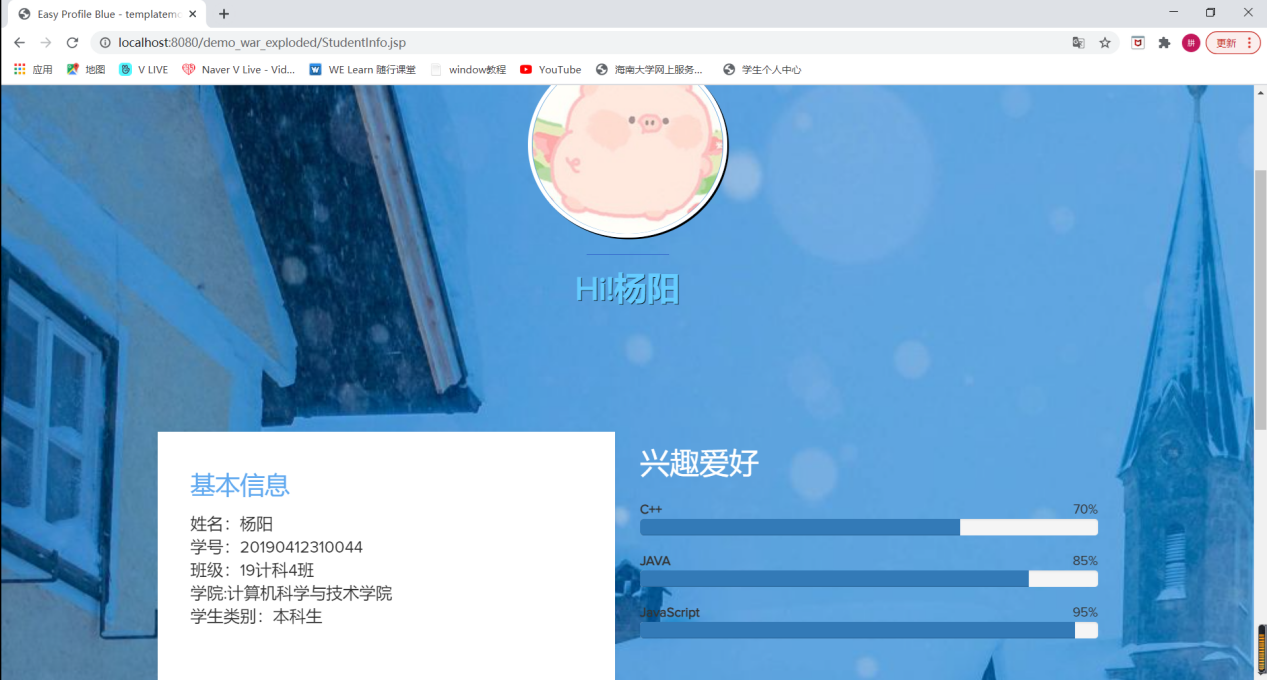 Easy Profile Blue - templatemo
localhost:8080/demo_war_exploded/StudentInfo.jsp
更新
应用 地图 V LIVE Naver V Live - Vid... WE Learn 随行课堂 window教程 YouTube 海南大学网上服务... 学生个人中心
Hi!杨阳
基本信息
姓名：杨阳
学号：20190412310044
班级：19计科4班
学院:计算机科学与技术学院
学生类别：本科生
兴趣爱好
C++ 70%
JAVA 85%
JavaScript 95%